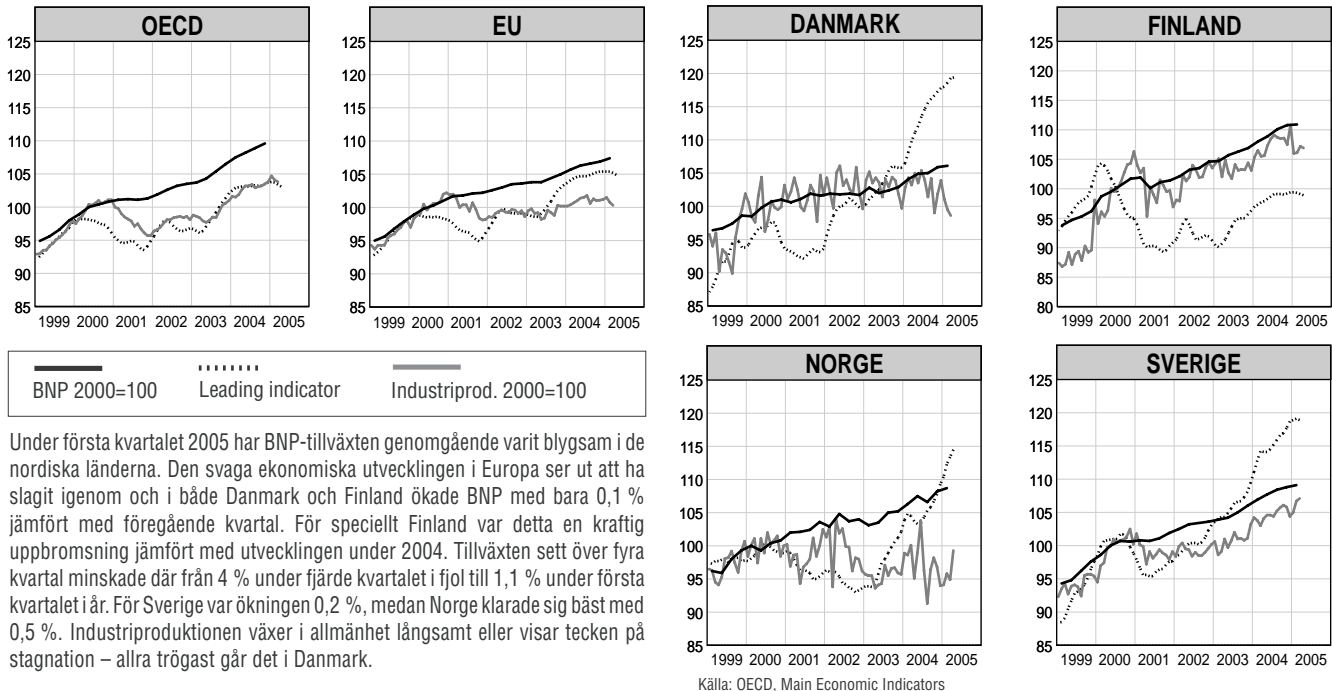 OECD
125
120
115
110
105
100
95
90
85
1999 2000 2001 2002 2003 2004 2005
EU
125
120
115
110
105
100
95
90
85
1999 2000 2001 2002 2003 2004 2005
DANMARK
125
120
115
110
105
100
95
90
85
1999 2000 2001 2002 2003 2004 2005
FINLAND
125
120
115
110
105
100
95
90
85
80
1999 2000 2001 2002 2003 2004 2005
BNP 2000=100 Leading indicator Industriprod. 2000=100
Under första kvartalet 2005 har BNP-tillväxten genomgående varit blygsam i de
nordiska länderna. Den svaga ekonomiska utvecklingen i Europa ser ut att ha
slagit igenom och i både Danmark och Finland ökade BNP med bara 0,1 %
jämfört med föregående kvartal. För speciellt Finland var detta en kraftig
uppbromsning jämfört med utvecklingen under 2004. Tillväxten sett över fyra
kvartal minskade där från 4 % under fjärde kvartalet i fjol till 1,1 % under första
kvartalet i år. För Sverige var ökningen 0,2 %, medan Norge klarade sig bäst med
0,5 %. Industriproduktionen växer i allmänhet långsamt eller visar tecken på
stagnation – allra trögast går det i Danmark.
NORGE
125
120
115
110
105
100
95
90
85
1999 2000 2001 2002 2003 2004 2005
SVERIGE
125
120
115
110
105
100
95
90
85
1999 2000 2001 2002 2003 2004 2005
Källa: OECD, Main Economic Indicators